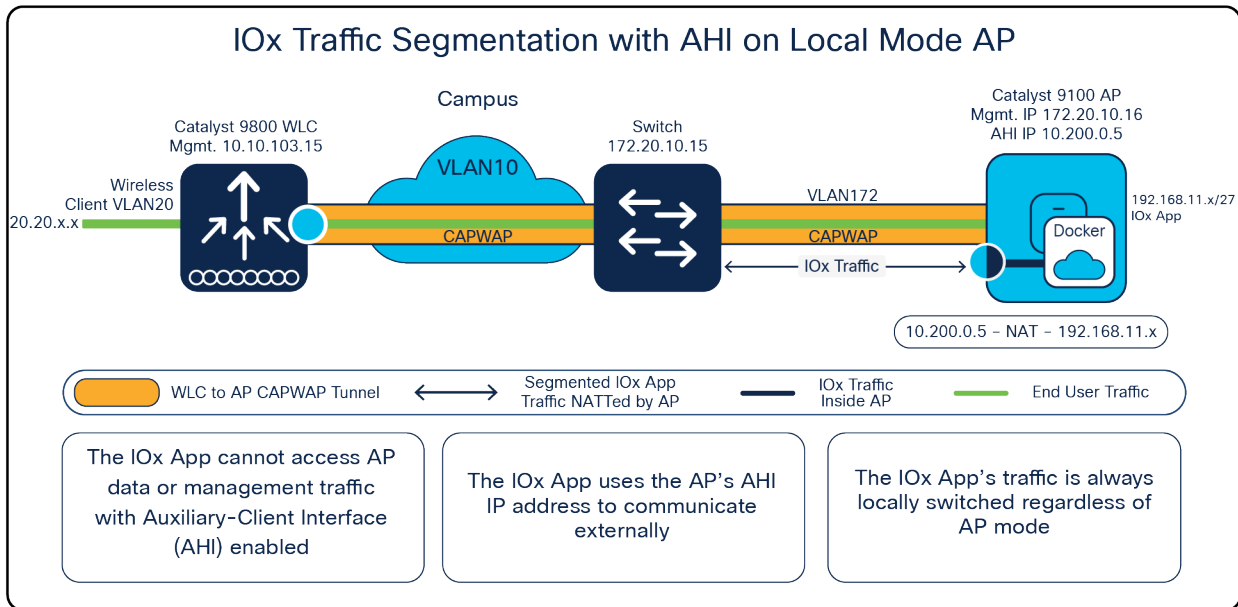 IOx Traffic Segmentation with AHI on Local Mode AP
Campus
Catalyst 9800 WLC
Mgmt. 10.10.103.15
Switch
172.20.10.15
Catalyst 9100 AP
Mgmt. IP 172.20.10.16
AHI IP 10.200.0.5
Wireless
Client VLAN20
20.20.x.x
VLAN10
CAPWAP
VLAN172
CAPWAP
IOx Traffic
192.168.11.x/27
IOx App
Docker
10.200.0.5 – NAT – 192.168.11.x
WLC to AP CAPWAP Tunnel
Segmented IOx App
Traffic NATTed by AP
IOx Traffic
Inside AP
End User Traffic
The IOx App cannot access AP
data or management traffic
with Auxiliary-Client Interface
(AHI) enabled
The IOx App uses the AP's AHI
IP address to communicate
externally
The IOx App's traffic is always
locally switched regardless of
AP mode